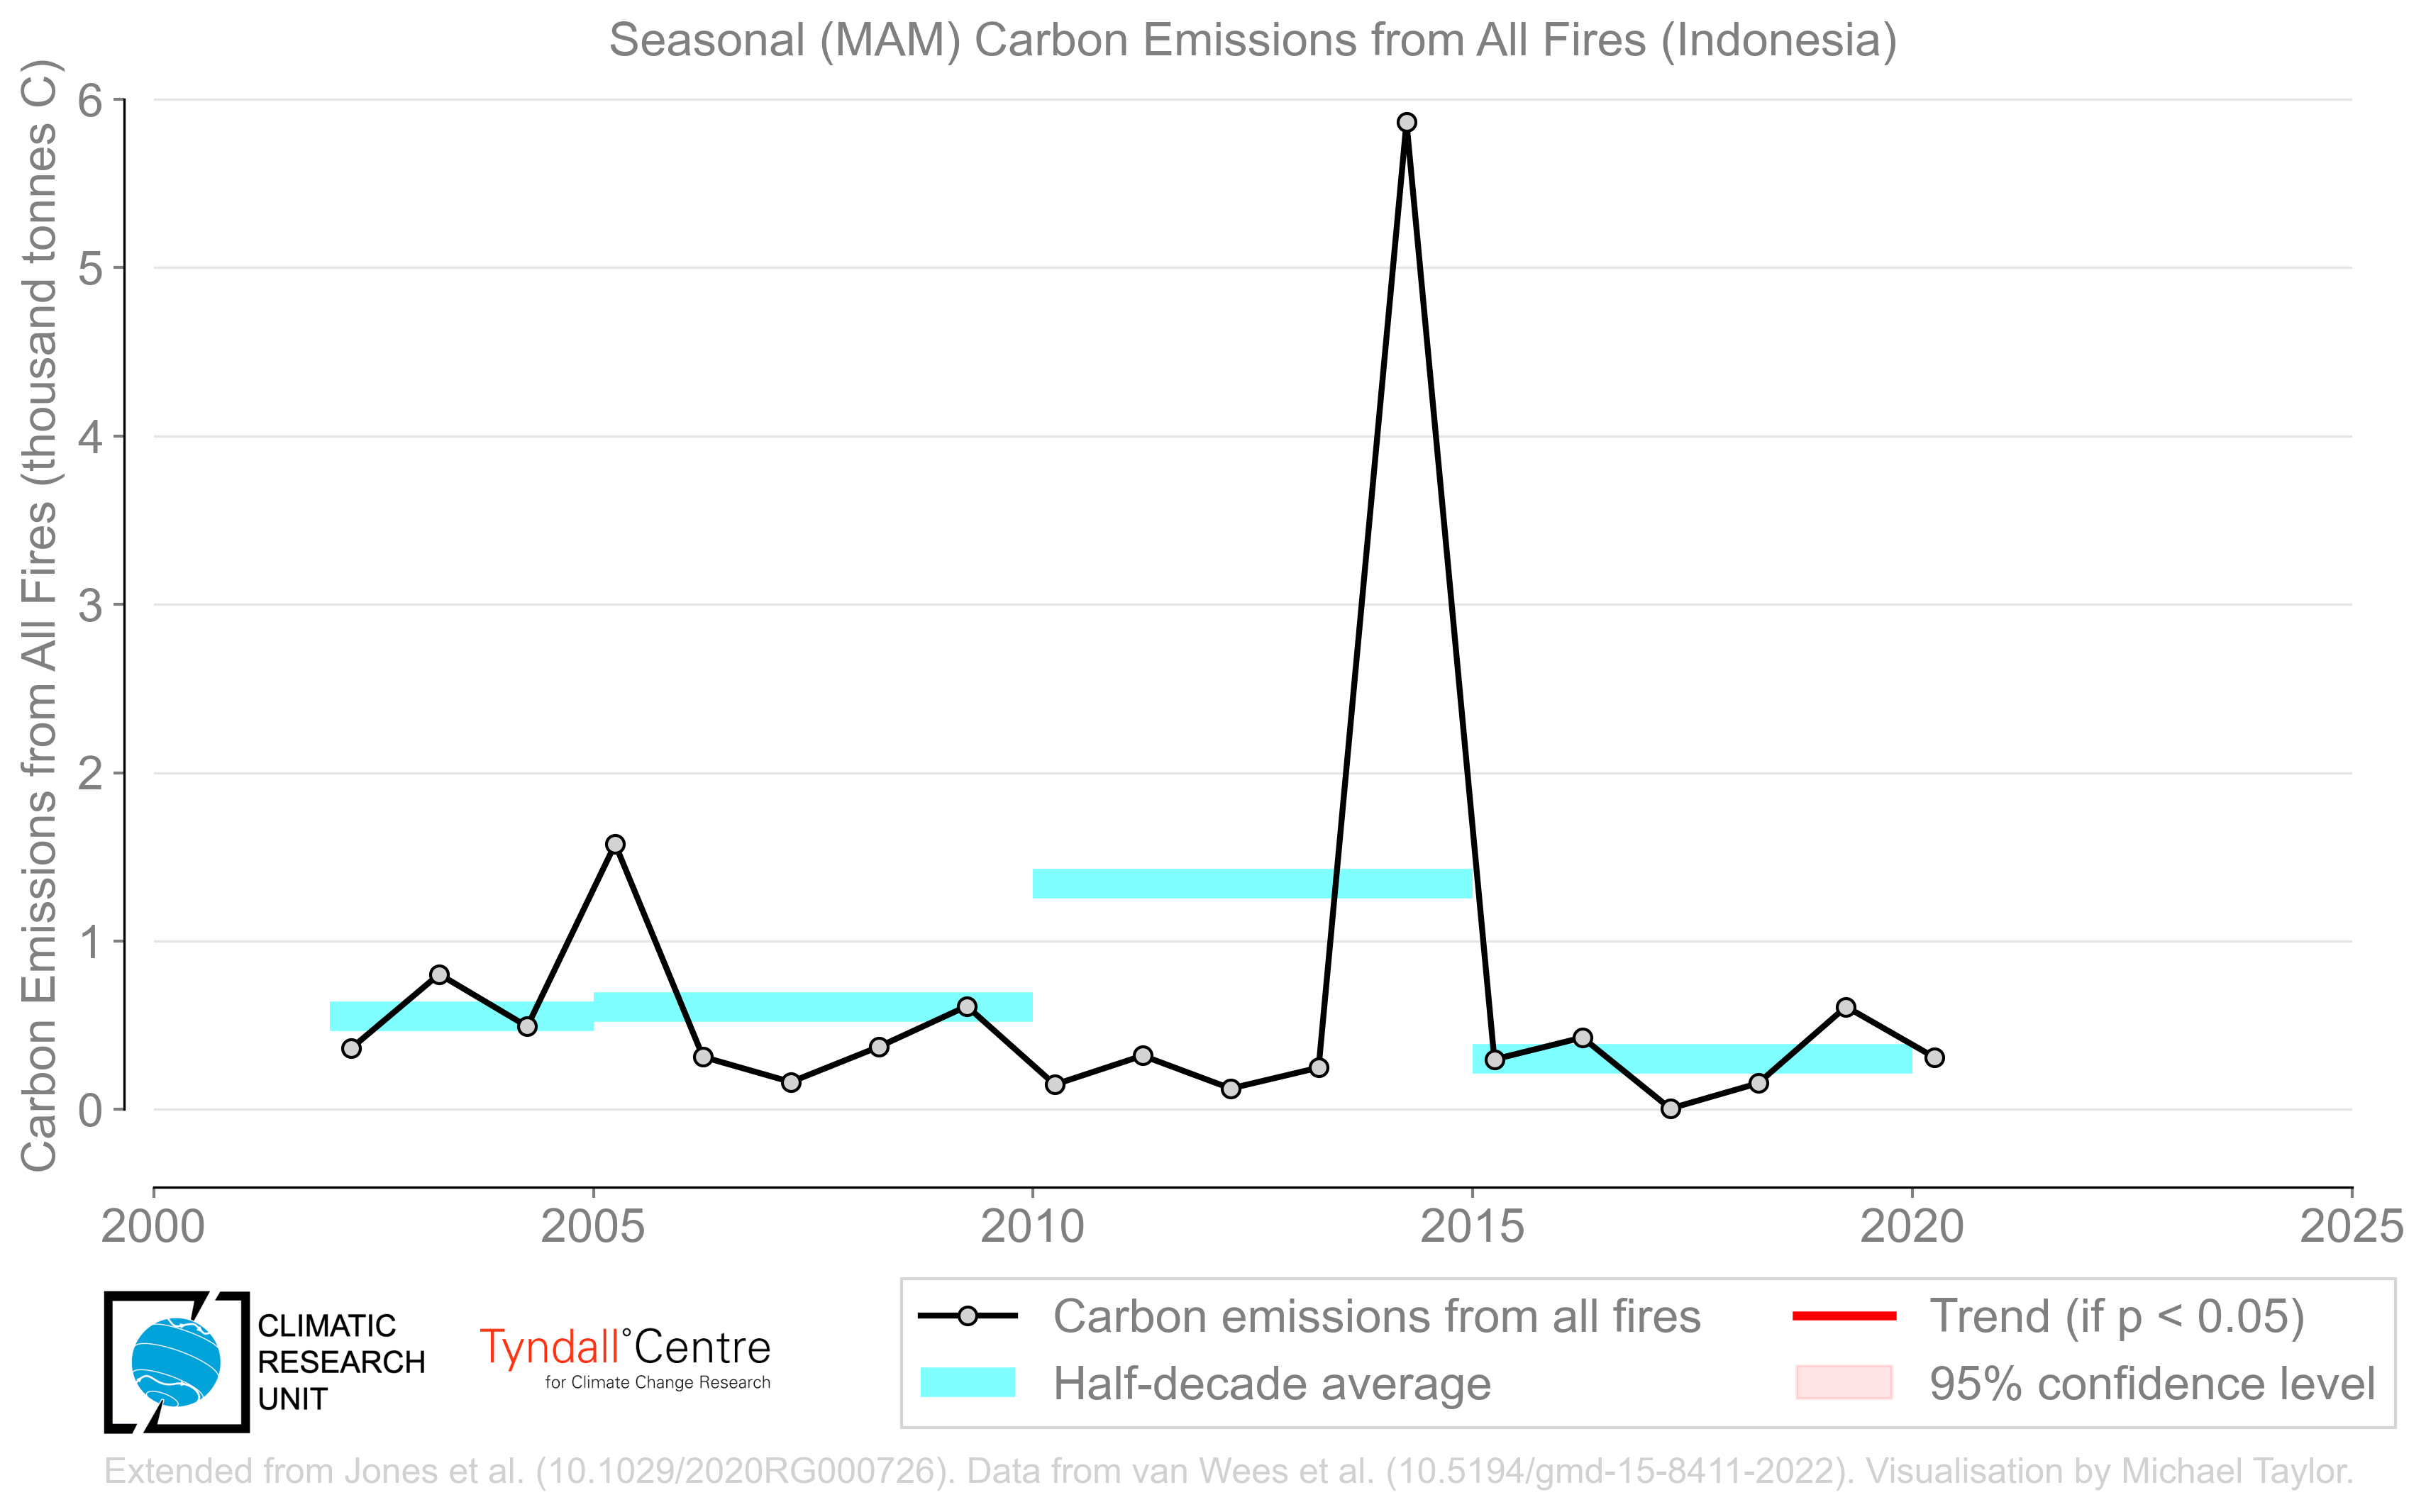 Seasonal (MAM) Carbon Emissions from All Fires (Indonesia)
Carbon Emissions from All Fires (thousand tonnes C)
6
5
4
3
2
1
0
2000 2005 2010 2015 2020 2025
CLIMATIC
RESEARCH
UNIT
Tyndall°Centre
for Climate Change Research
Carbon emissions from all fires
Half-decade average
Trend (if p < 0.05)
95% confidence level
Extended from Jones et al. (10.1029/2020RG000726). Data from van Wees et al. (10.5194/gmd-15-8411-2022). Visualisation by Michael Taylor.